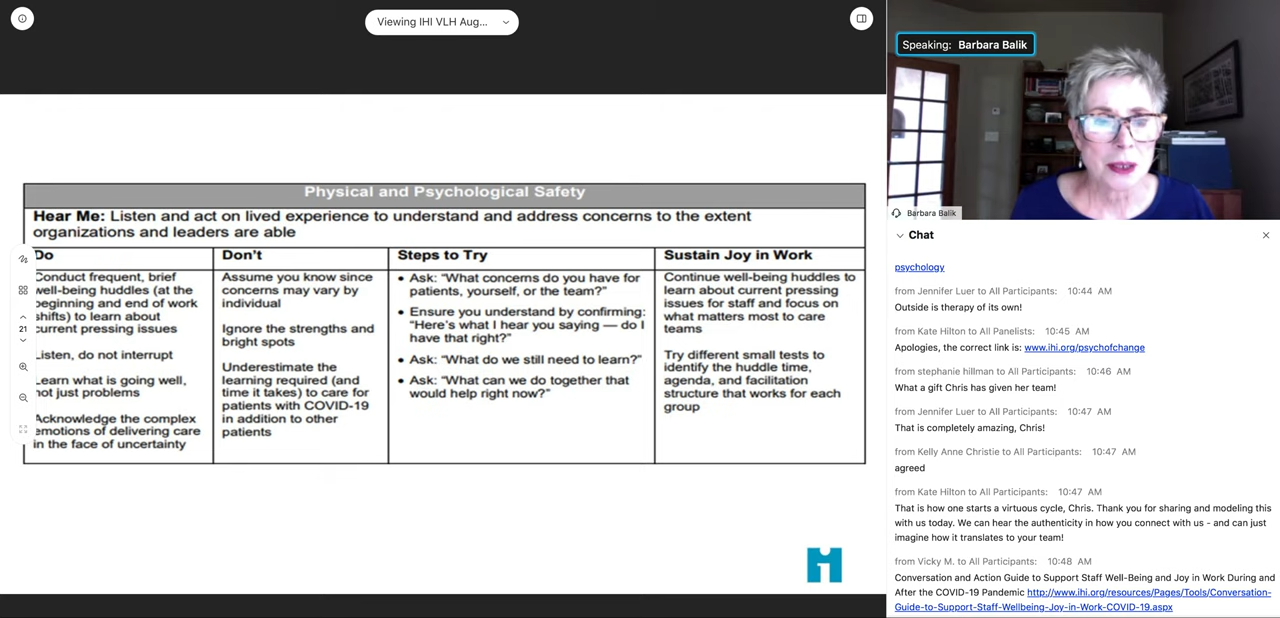 Viewing IHI VLH Aug...
Physical and Psychological Safety
Hear Me: Listen and act on lived experience to understand and address concerns to the extent
organizations and leaders are able
Do
Conduct frequent, brief
well-being huddles (at the
beginning and end of work
shifts) to learn about
current pressing issues
Listen, do not interrupt
Learn what is going well,
not just problems
Acknowledge the complex
emotions of delivering care
in the face of uncertainty
Don't
Assume you know since
concerns may vary by
individual
Ignore the strengths and
bright spots
Underestimate the
learning required (and
time it takes) to care for
patients with COVID-19
in addition to other
patients
Steps to Try
• Ask: "What concerns do you have for
patients, yourself, or the team?"
• Ensure you understand by confirming:
"Here's what I hear you saying — do I
have that right?"
• Ask: "What do we still need to learn?"
• Ask: "What can we do together that
would help right now?"
Sustain Joy in Work
Continue well-being huddles to
learn about current pressing
issues for staff and focus on
what matters most to care
teams
Try different small tests to
identify the huddle time,
agenda, and facilitation
structure that works for each
group
21
Speaking: Barbara Balik
Barbara Balik
Chat
psychology
from Jennifer Luer to All Participants: 10:44 AM
Outside is therapy of its own!
from Kate Hilton to All Panelists: 10:45 AM
Apologies, the correct link is: www.ihi.org/psychofchange
from stephanie hillman to All Participants: 10:46 AM
What a gift Chris has given her team!
from Jennifer Luer to All Participants: 10:47 AM
That is completely amazing, Chris!
from Kelly Anne Christie to All Participants: 10:47 AM
agreed
from Kate Hilton to All Participants: 10:47 AM
That is how one starts a virtuous cycle, Chris. Thank you for sharing and modeling this
with us today. We can hear the authenticity in how you connect with us - and can just
imagine how it translates to your team!
from Vicky M. to All Participants: 10:48 AM
Conversation and Action Guide to Support Staff Well-Being and Joy in Work During and
After the COVID-19 Pandemic http://www.ihi.org/resources/Pages/Tools/Conversation-
Guide-to-Support-Staff-Wellbeing-Joy-in-Work-COVID-19.aspx